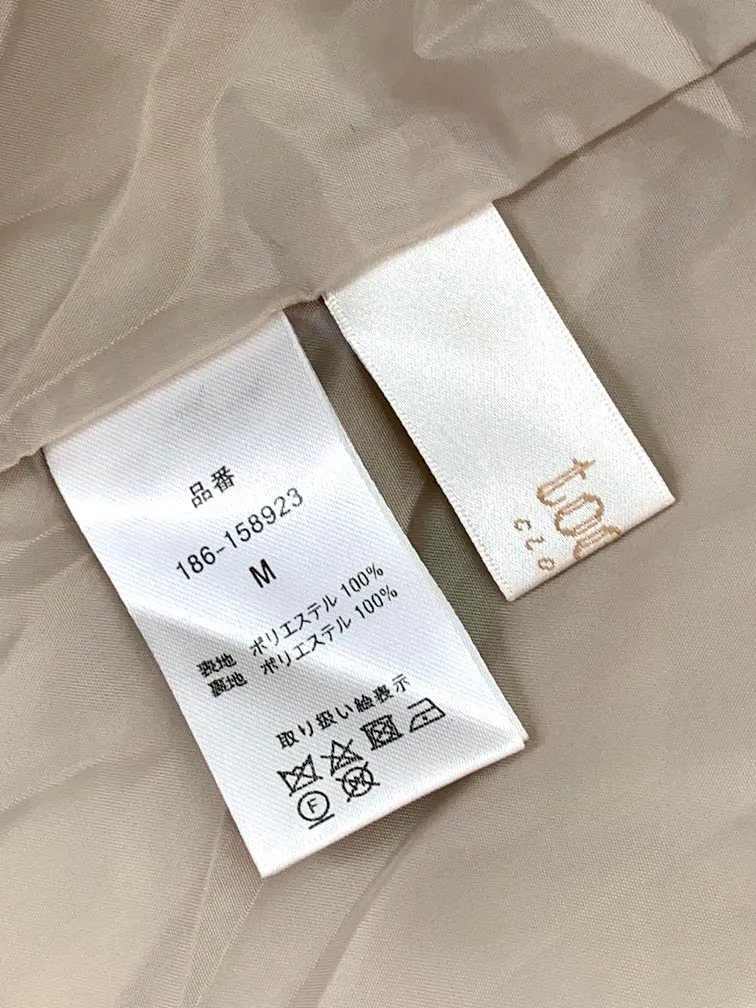 品番
186-158923
M
表地 ポリエステル 100%
裏地 ポリエステル 100%
取り扱い絵表示
F
to